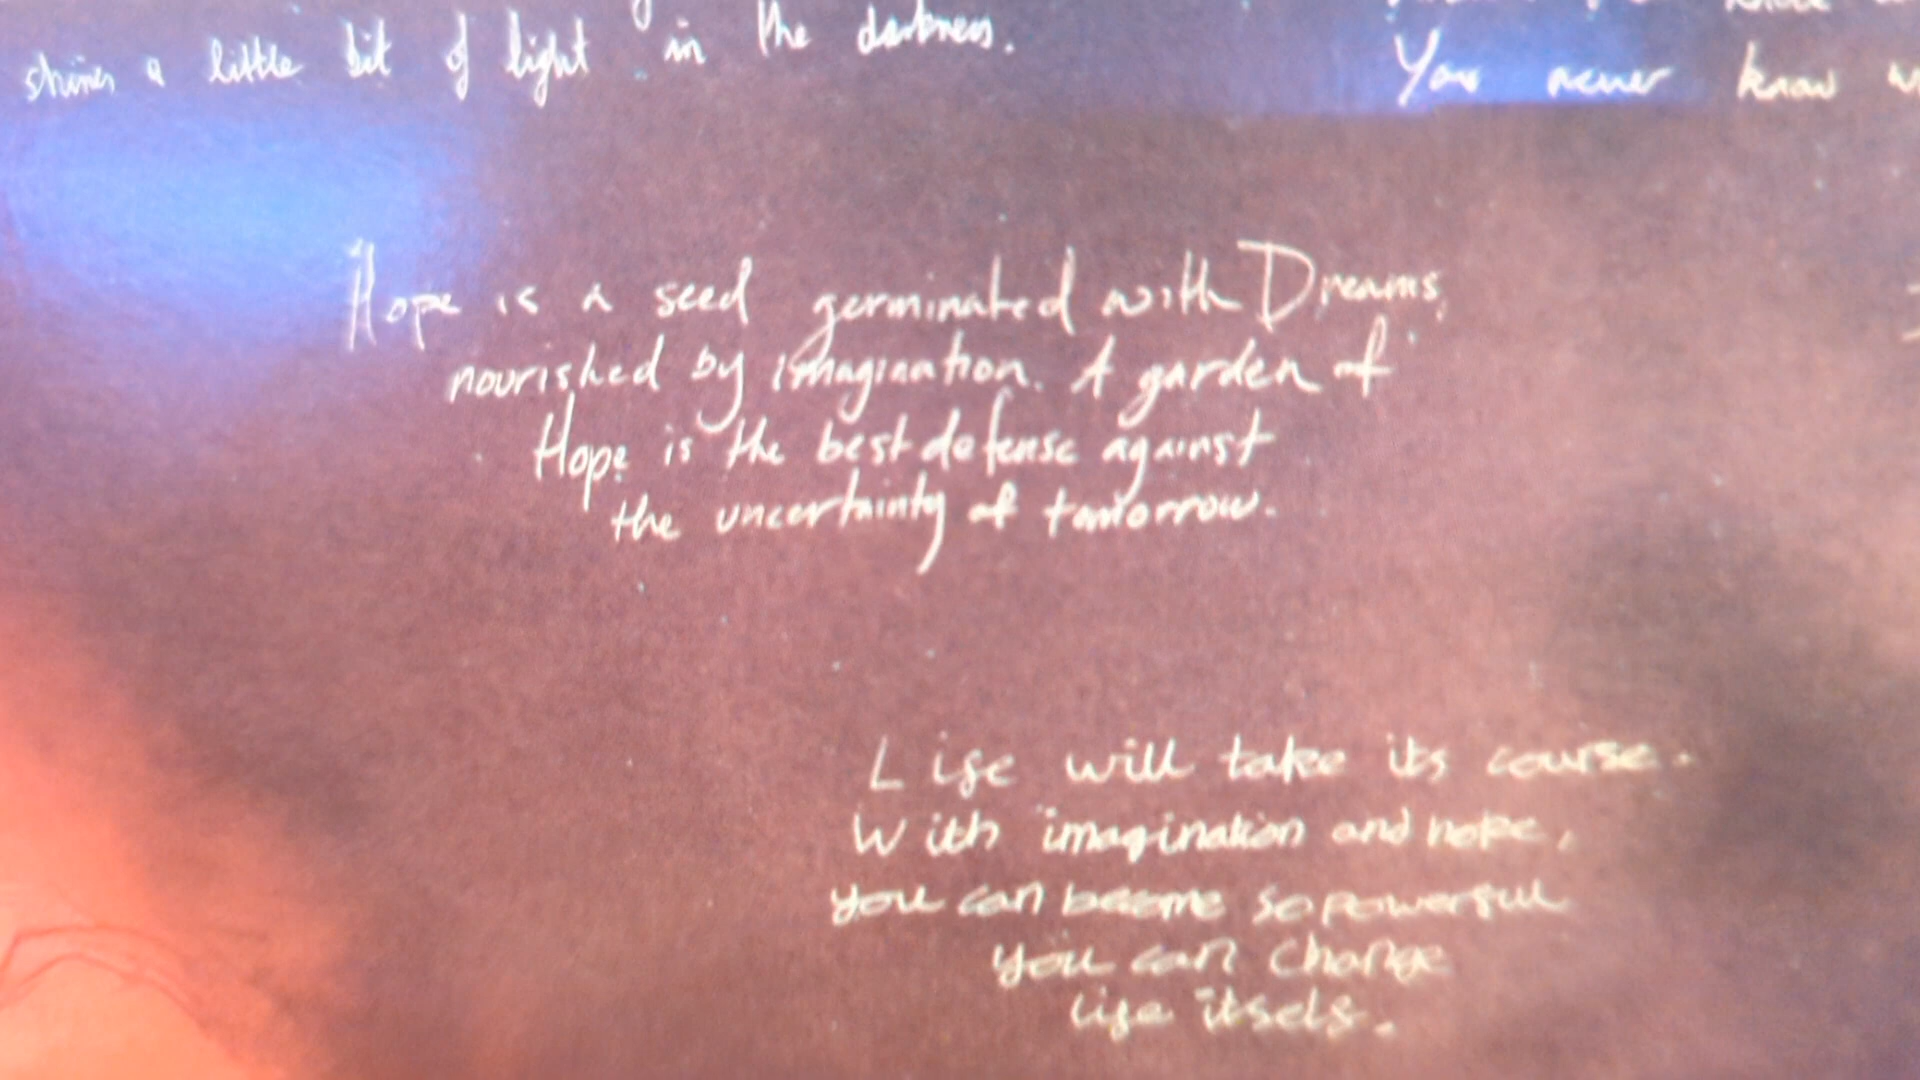 shines a little bit of light in the darkness.
You never know
Hope is a seed germinated with Dreams,
nourished by imagination. A garden of
Hope is the best defense against
the uncertainty of tomorrow.
Life will take its course.
With imagination and hope,
you can become so powerful
you can change
life itself.